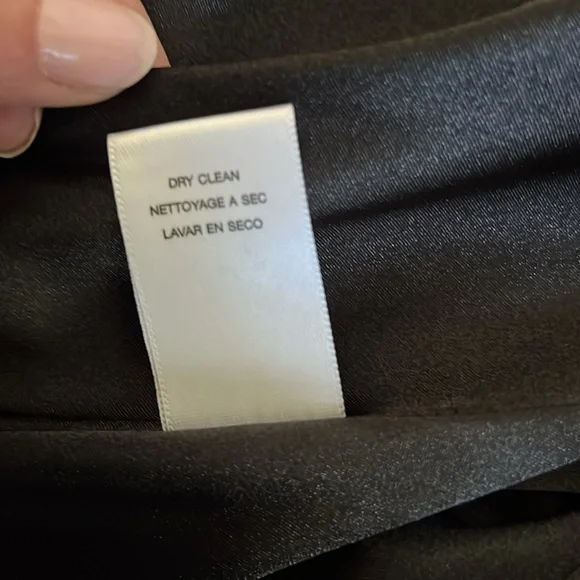 DRY CLEAN
NETTOYAGE A SEC
LAVAR EN SECO